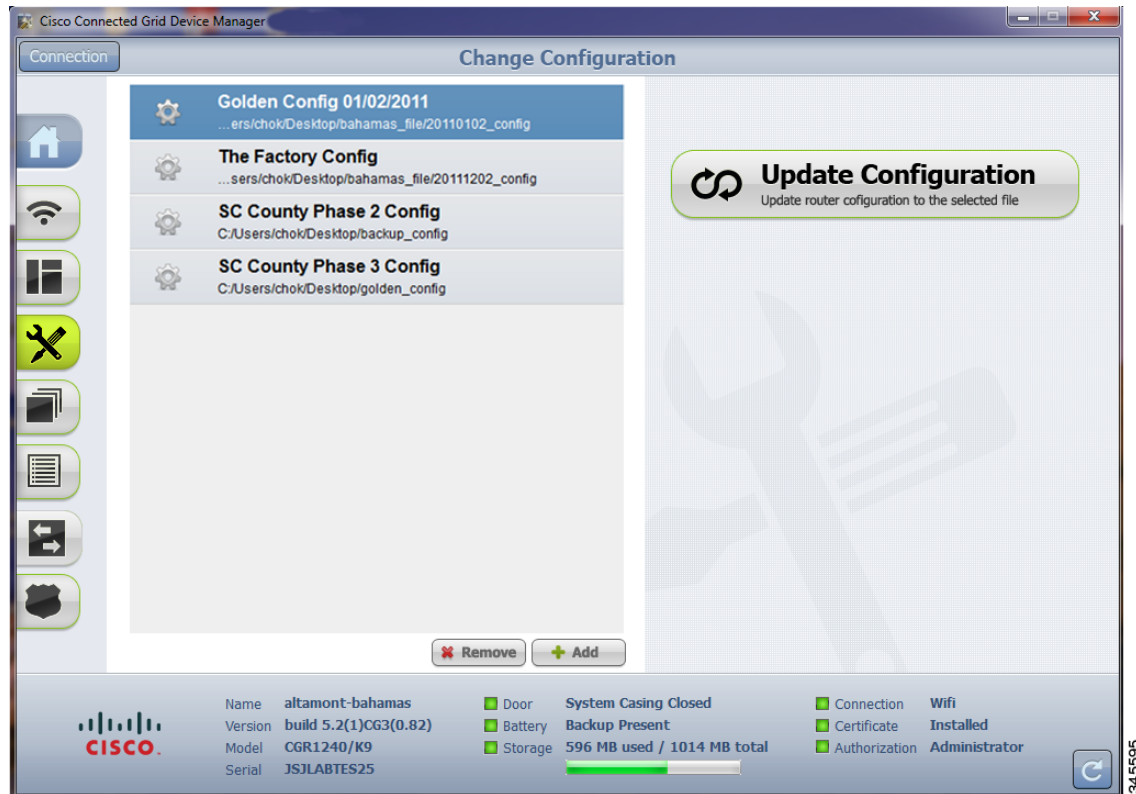 Cisco Connected Grid Device Manager
Connection
Change Configuration
Golden Config 01/02/2011
...ers/chok/Desktop/bahamas_file/20110102_config
The Factory Config
...sers/chok/Desktop/bahamas_file/20111202_config
SC County Phase 2 Config
C:/Users/chok/Desktop/backup_config
SC County Phase 3 Config
C:/Users/chok/Desktop/golden_config
Update Configuration
Update router cofiguration to the selected file
Remove
Add
Name altamont-bahamas
Version build 5.2(1)CG3(0.82)
Model CGR1240/K9
Serial JSJLABTES25
Door System Casing Closed
Battery Backup Present
Storage 596 MB used / 1014 MB total
Connection Wifi
Certificate Installed
Authorization Administrator
CISCO.
345595